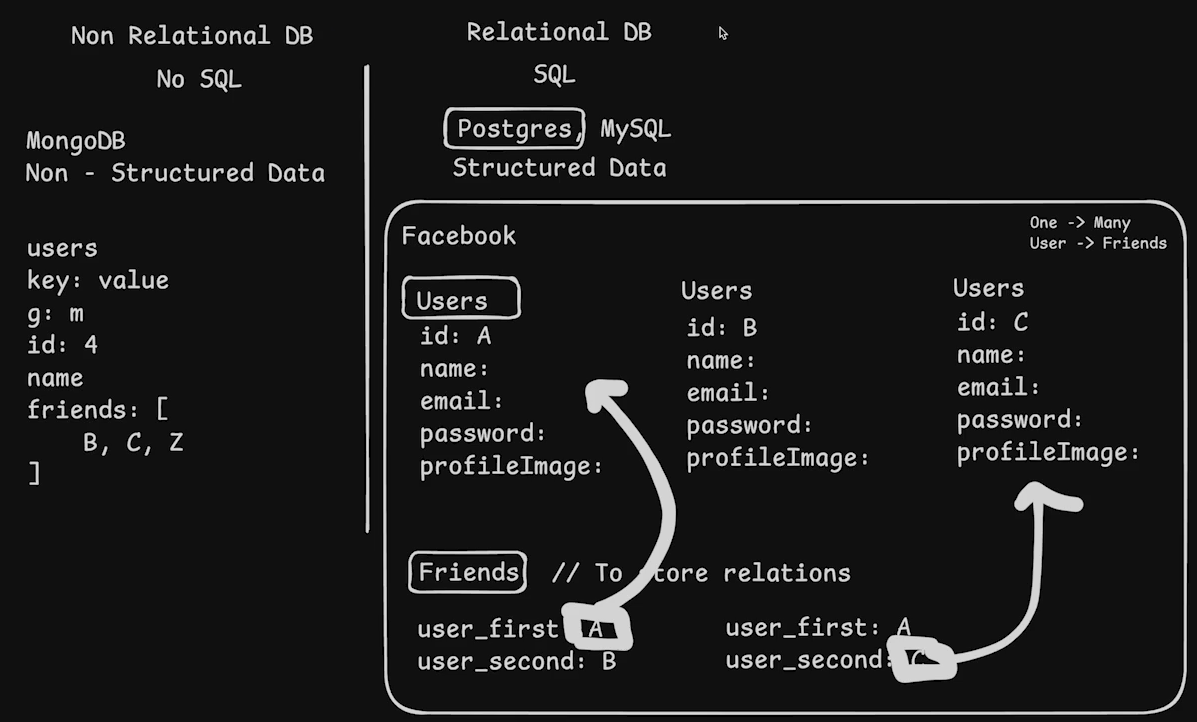 Non Relational DB
No SQL
MongoDB
Non - Structured Data
users
key: value
g: m
id: 4
name
friends: [
B, C, Z
]
Relational DB
SQL
Postgres, MySQL
Structured Data
Facebook
One -> Many
User -> Friends
Users
id: A
name:
email:
password:
profileImage:
Users
id: B
name:
email:
password:
profileImage:
Users
id: C
name:
email:
password:
profileImage:
Friends // To store relations
user_first A
user_second: B
user_first: A
user_second: C